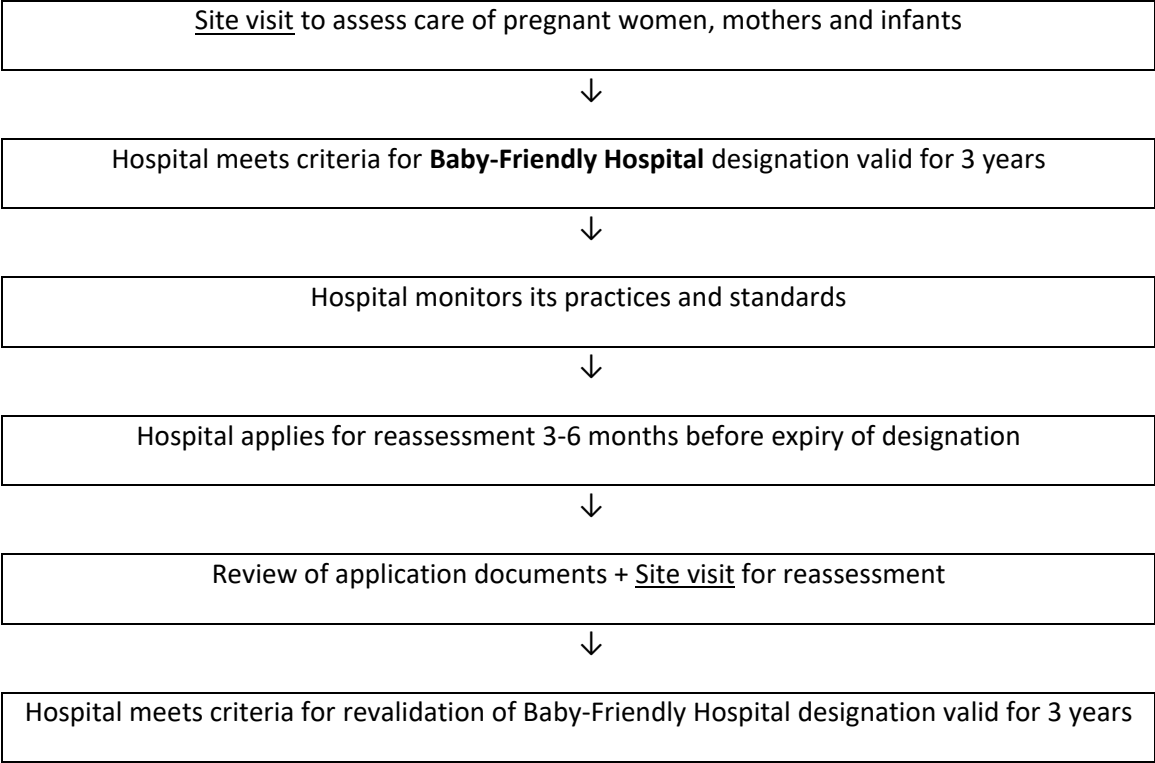 Site visit to assess care of pregnant women, mothers and infants
↓
Hospital meets criteria for Baby-Friendly Hospital designation valid for 3 years
↓
Hospital monitors its practices and standards
↓
Hospital applies for reassessment 3-6 months before expiry of designation
↓
Review of application documents + Site visit for reassessment
↓
Hospital meets criteria for revalidation of Baby-Friendly Hospital designation valid for 3 years